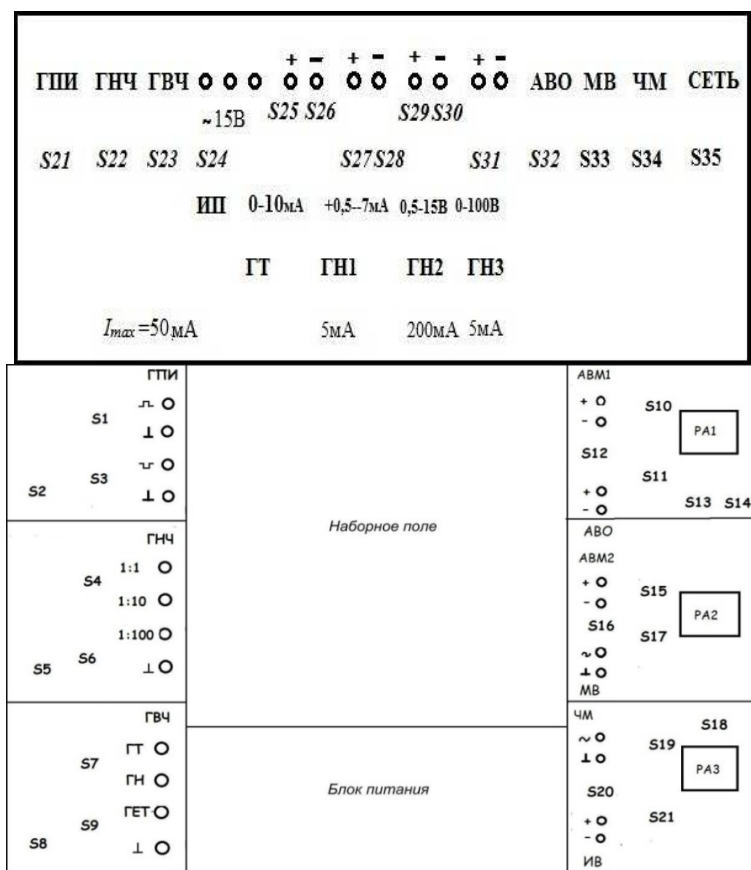 + − + − + − + −
ГПИ ГНЧ ГВЧ АВО МВ ЧМ СЕТЬ
~15В S25 S26 S29 S30
S21 S22 S23 S24 S27 S28 S31 S32 S33 S34 S35
ИП 0-10мА +0,5--7мА 0,5-15В 0-100В
ГТ ГН1 ГН2 ГН3
Imax =50мА 5мА 200мА 5мА
ГПИ
S1
⊥
S3
S2
⊥
ГНЧ
1:1
S4
1:10
1:100
S6
S5
⊥
ГВЧ
ГТ
S7
ГН
ГЕТ
S9
S8
⊥
Наборное поле
Блок питания
АВМ1
+
S10
-
РА1
S12
S11
+
-
S13 S14
АВО
АВМ2
+
S15
-
РА2
S16
S17
~
⊥
МВ
ЧМ
S18
~
S19
⊥
РА3
S20
S21
+
-
ИВ